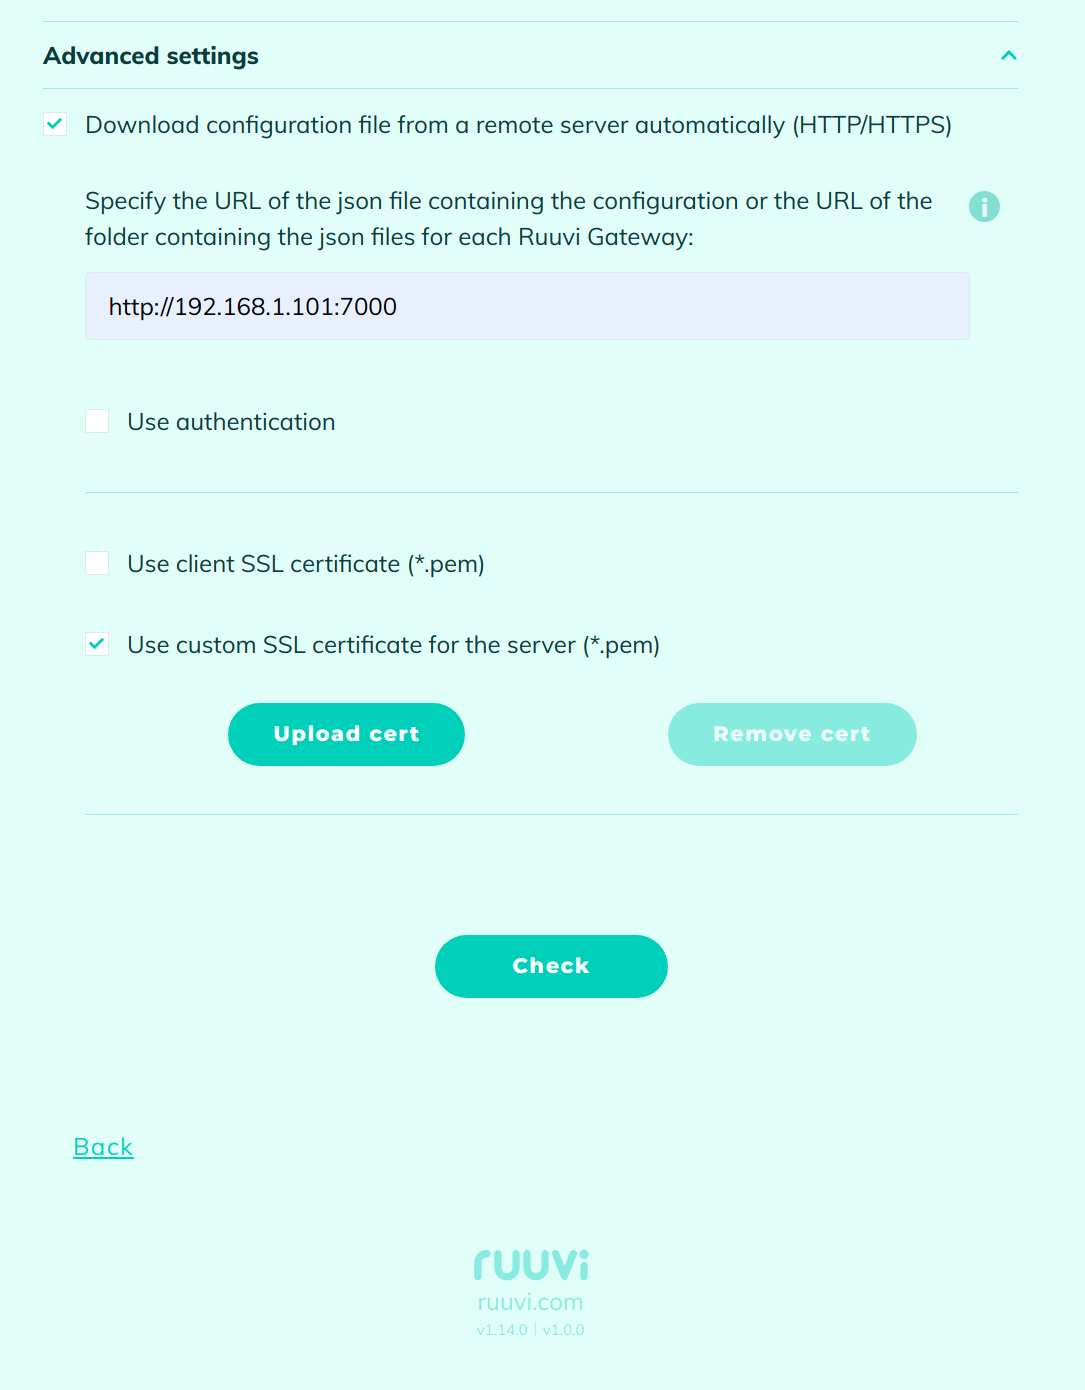 Advanced settings
Download configuration file from a remote server automatically (HTTP/HTTPS)
Specify the URL of the json file containing the configuration or the URL of the
folder containing the json files for each Ruuvi Gateway:
http://192.168.1.101:7000
Use authentication
Use client SSL certificate (*.pem)
Use custom SSL certificate for the server (*.pem)
Upload cert
Remove cert
Check
Back
ruuvi
ruuvi.com
v1.14.0 | v1.0.0